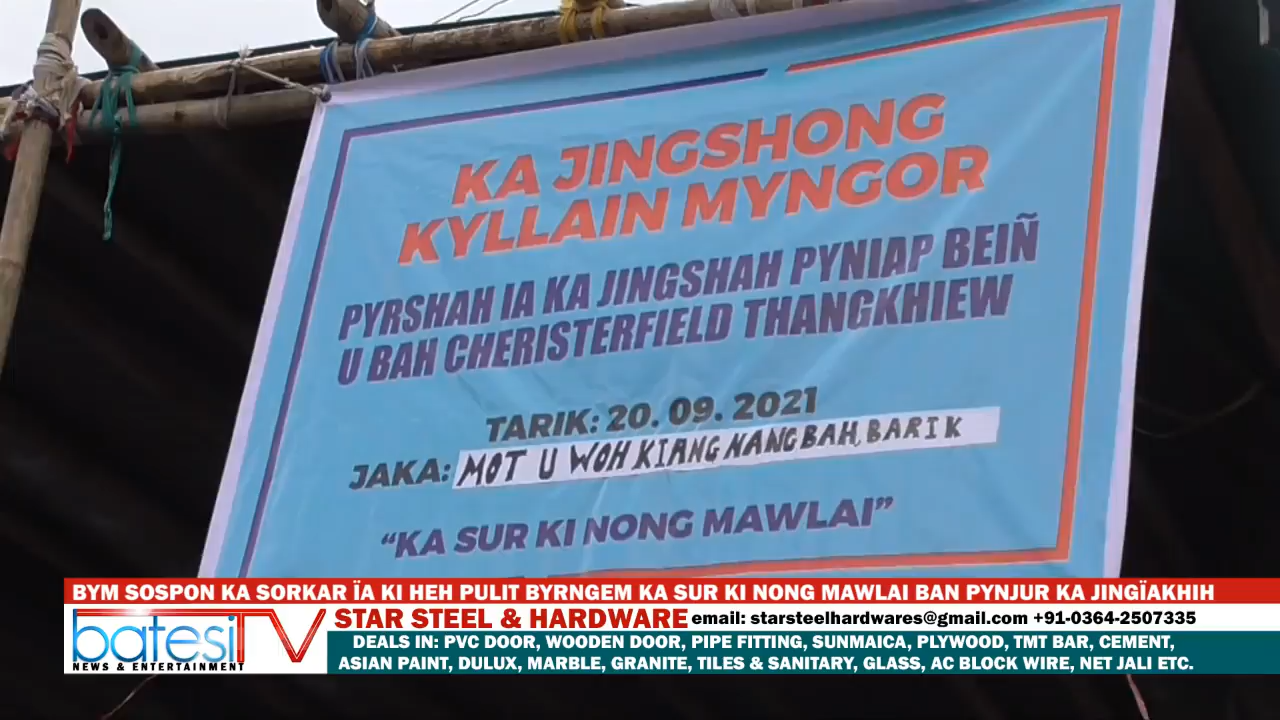 KA JINGSHONG
KYLLAIN MYNGOR
PYRSHAH IA KA JINGSHAH PYNIAP BEIÑ
U BAH CHERISTERFIELD THANGKHIEW
TARIK: 20. 09. 2021
JAKA: MOT U WOH KIANG NANGBAH, BARIK
“KA SUR KI NONG MAWLAI”
BYM SOSPON KA SORKAR ÏA KI HEH PULIT BYRNGEM KA SUR KI NONG MAWLAI BAN PYNJUR KA JINGÏAKHIH
batesi TV
NEWS & ENTERTAINMENT
STAR STEEL & HARDWARE email: starsteelhardwares@gmail.com +91-0364-2507335
DEALS IN: PVC DOOR, WOODEN DOOR, PIPE FITTING, SUNMAICA, PLYWOOD, TMT BAR, CEMENT,
ASIAN PAINT, DULUX, MARBLE, GRANITE, TILES & SANITARY, GLASS, AC BLOCK WIRE, NET JALI ETC.